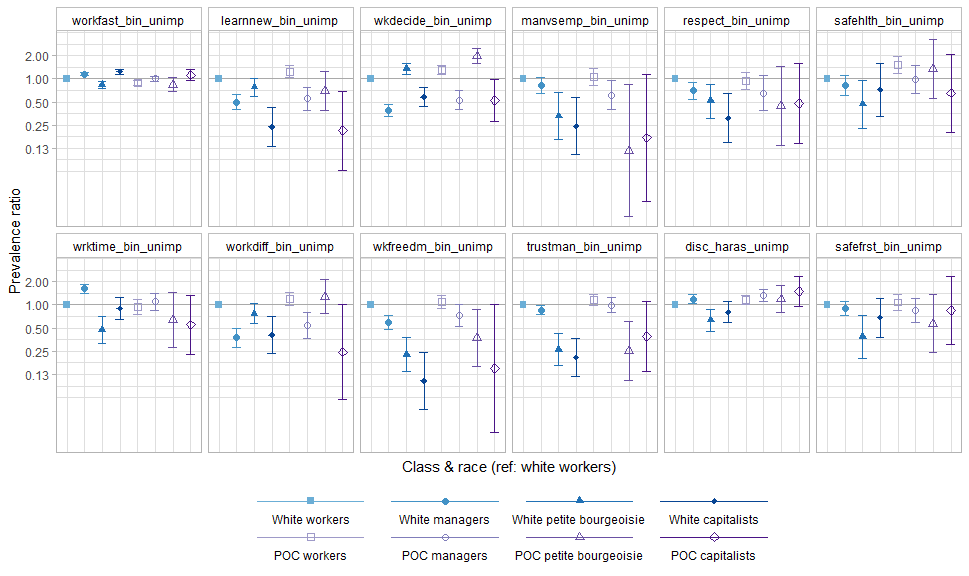 workfast_bin_unimp learnnew_bin_unimp wkdecide_bin_unimp manvsemp_bin_unimp respect_bin_unimp safehlth_bin_unimp
2.00
1.00
0.50
0.25
0.13
Prevalence ratio
wrktime_bin_unimp workdiff_bin_unimp wkfreedm_bin_unimp trustman_bin_unimp disc_haras_unimp safefrst_bin_unimp
2.00
1.00
0.50
0.25
0.13
Class & race (ref: white workers)
White workers White managers White petite bourgeoisie White capitalists
POC workers POC managers POC petite bourgeoisie POC capitalists